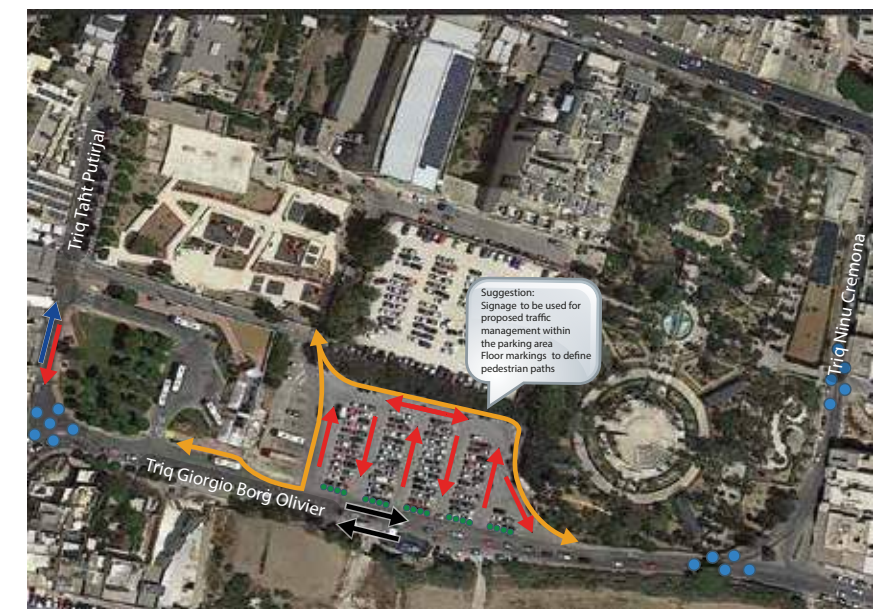 Triq Taħt Putirjal
Suggestion:
Signage to be used for
proposed traffic
management within
the parking area
Floor markings to define
pedestrian paths
Triq Ninu Cremona
Triq Giorgio Borġ Olivier